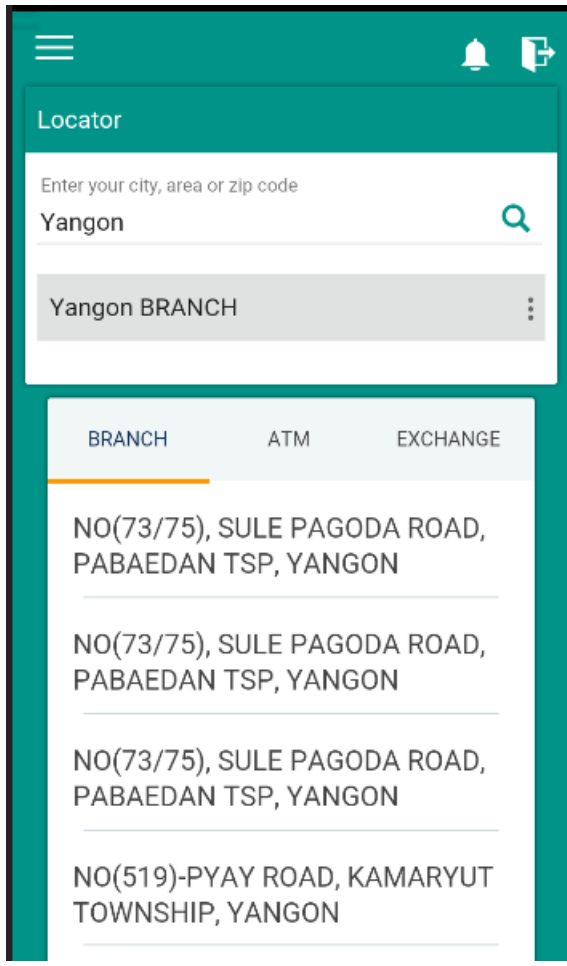 Locator
Enter your city, area or zip code
Yangon
Yangon BRANCH
BRANCH ATM EXCHANGE
NO(73/75), SULE PAGODA ROAD,
PABAEDAN TSP, YANGON
NO(73/75), SULE PAGODA ROAD,
PABAEDAN TSP, YANGON
NO(73/75), SULE PAGODA ROAD,
PABAEDAN TSP, YANGON
NO(519)-PYAY ROAD, KAMARYUT
TOWNSHIP, YANGON